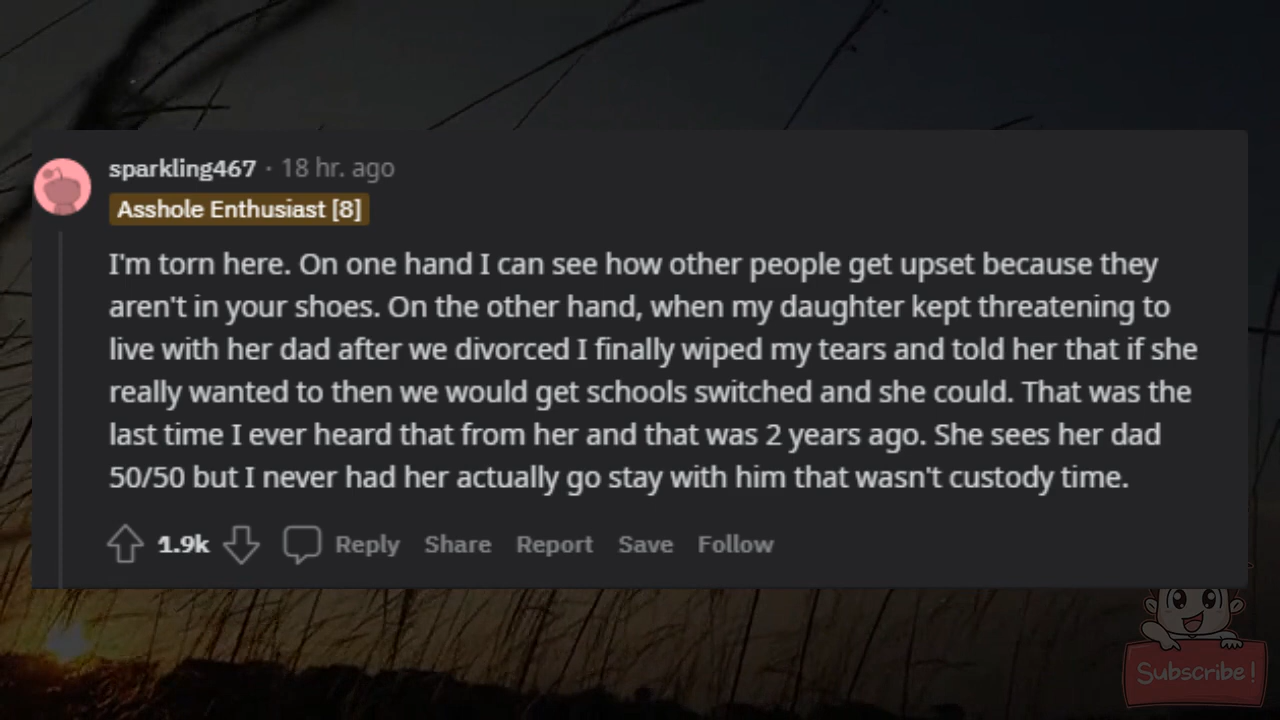 sparkling467 · 18 hr. ago
Asshole Enthusiast [8]
I'm torn here. On one hand I can see how other people get upset because they
aren't in your shoes. On the other hand, when my daughter kept threatening to
live with her dad after we divorced I finally wiped my tears and told her that if she
really wanted to then we would get schools switched and she could. That was the
last time I ever heard that from her and that was 2 years ago. She sees her dad
50/50 but I never had her actually go stay with him that wasn't custody time.
1.9k Reply Share Report Save Follow
Subscribe !